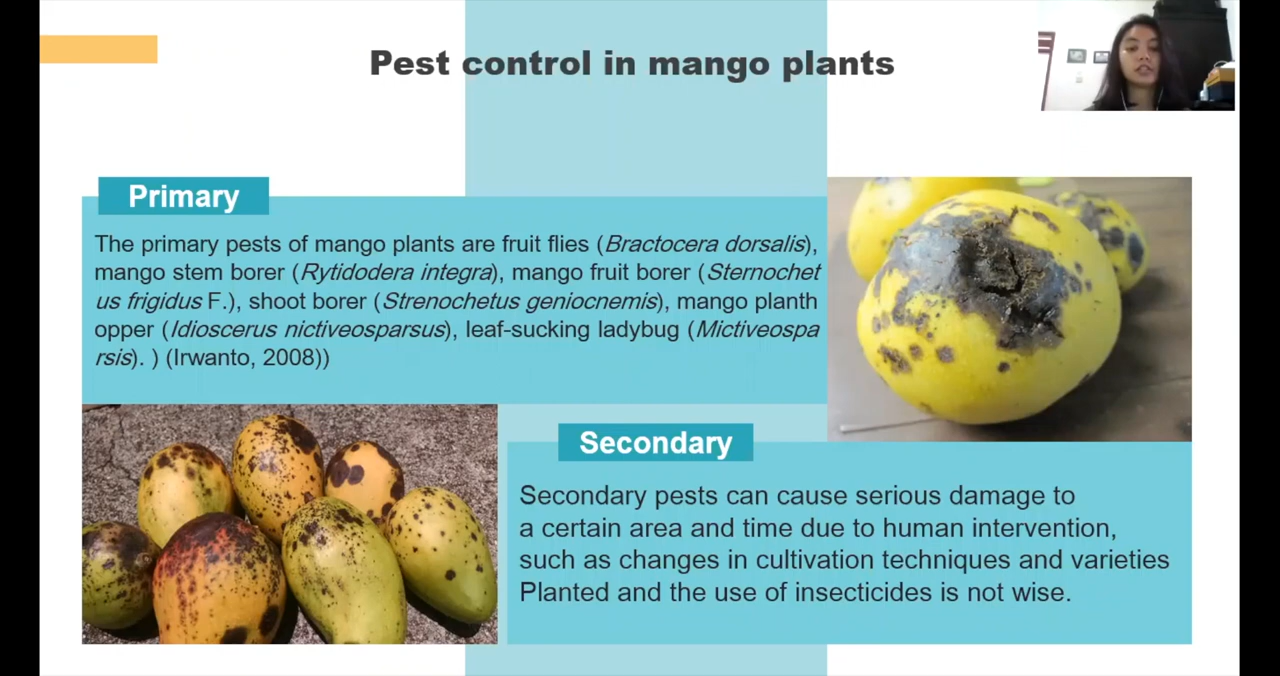 Pest control in mango plants
Primary
The primary pests of mango plants are fruit flies (Bractocera dorsalis),
mango stem borer (Rytidodera integra), mango fruit borer (Sternochet
us frigidus F.), shoot borer (Strenochetus geniocnemis), mango planth
opper (Idioscerus nictiveosparsus), leaf-sucking ladybug (Mictiveospa
rsis). ) (Irwanto, 2008))
Secondary
Secondary pests can cause serious damage to
a certain area and time due to human intervention,
such as changes in cultivation techniques and varieties
Planted and the use of insecticides is not wise.